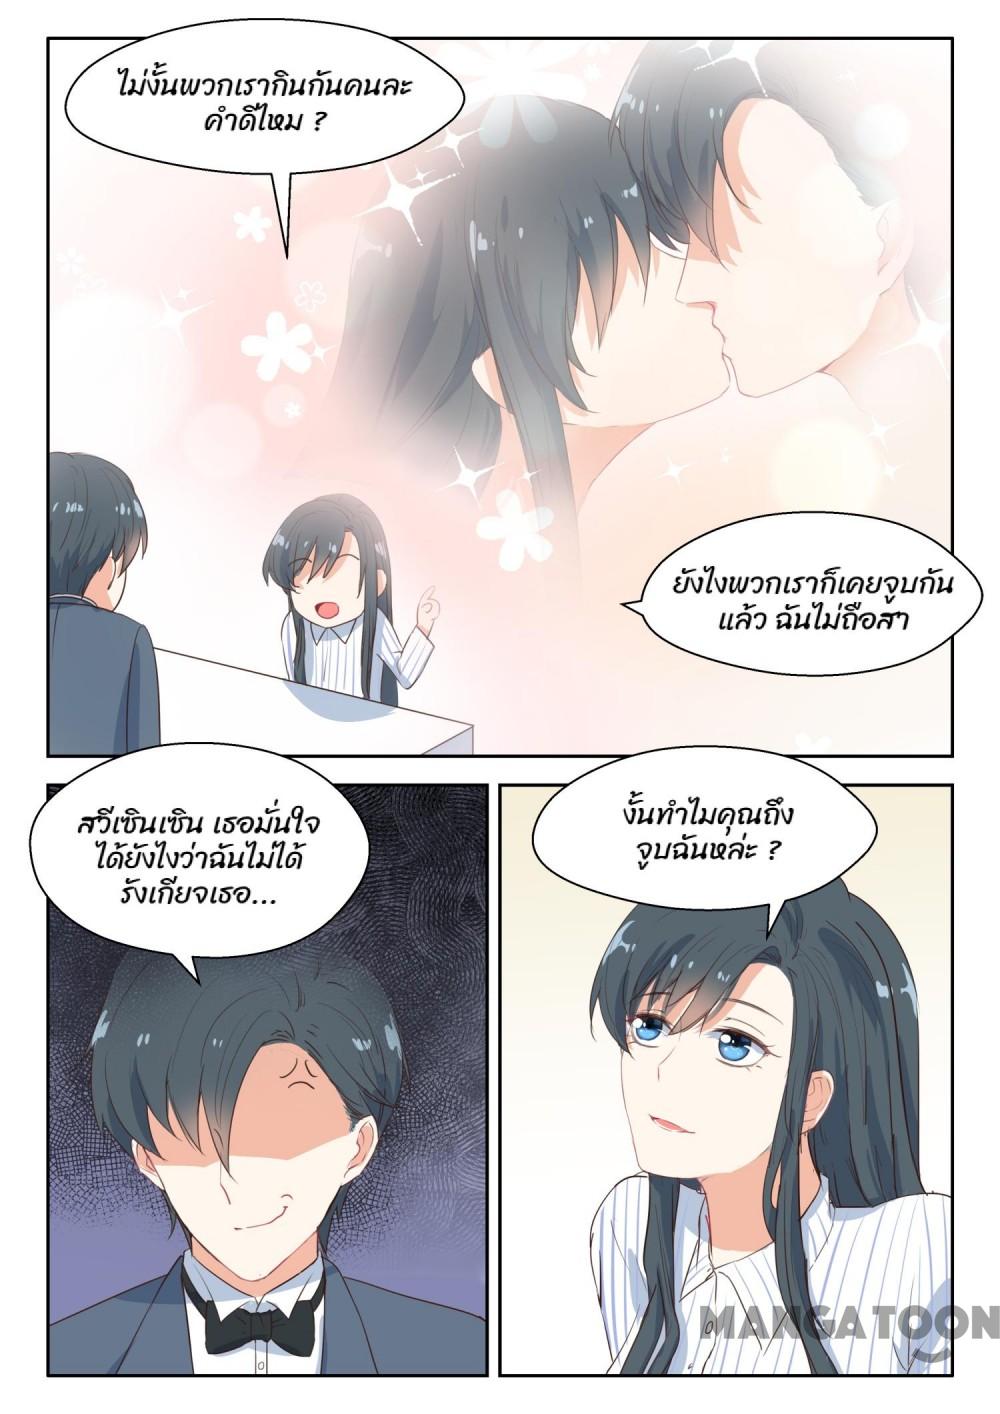 ไม่งั้นพวกเรากินกันคนละ
คำดีไหม ?
ยังไงพวกเราก็เคยจูบกัน
แล้ว ฉันไม่ถือสา
สวีเซินเซิน เธอมั่นใจ
ได้ยังไงว่าฉันไม่ได้
รังเกียจเธอ...
งั้นทำไมคุณถึง
จูบฉันหล่ะ ?
MANGATOON